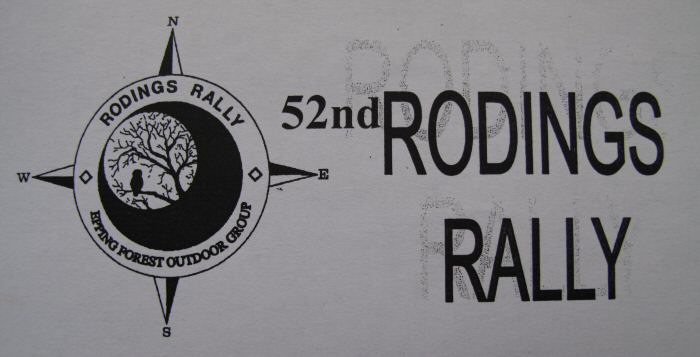 N
RODINGS RALLY
W
E
EPPING FOREST OUTDOOR GROUP
S
52nd RODINGS
RALLY